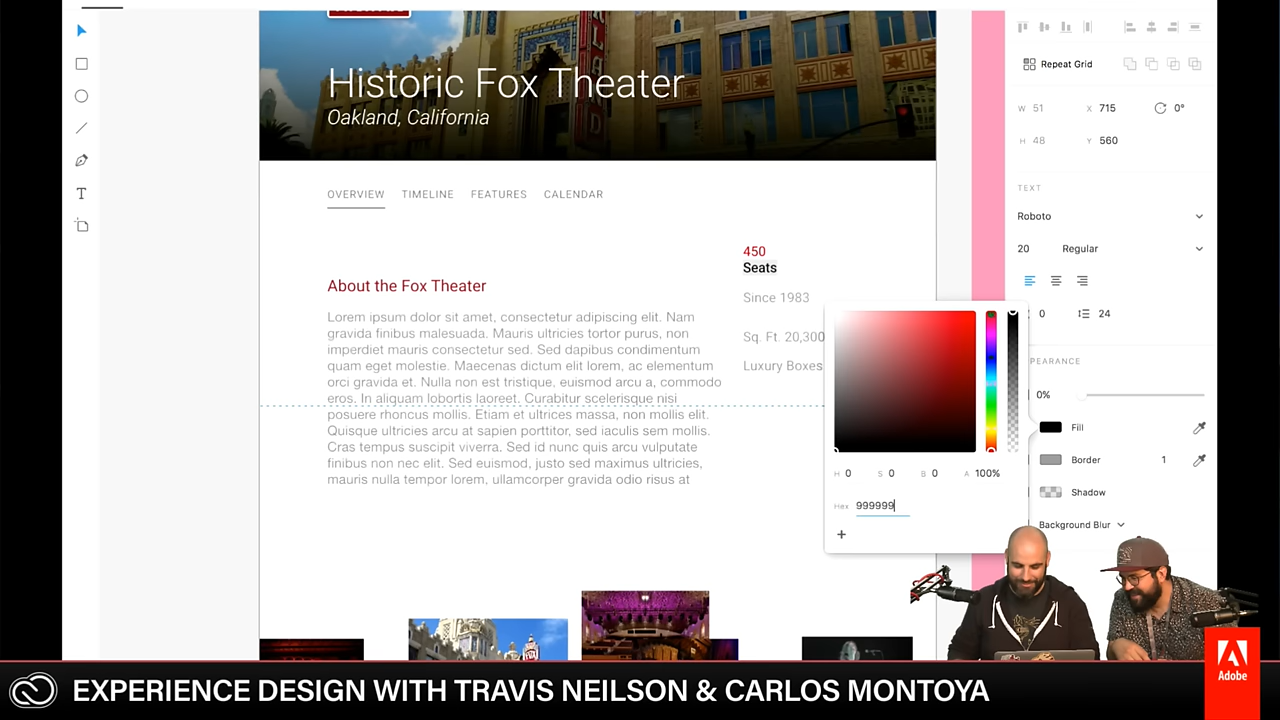 Historic Fox Theater
Oakland, California
OVERVIEW TIMELINE FEATURES CALENDAR
About the Fox Theater
Lorem ipsum dolor sit amet, consectetur adipiscing elit. Nam
gravida finibus malesuada. Mauris ultricies tortor purus, non
imperdiet mauris consectetur sed. Sed dapibus condimentum
quam eget molestie. Maecenas dictum elit lorem, ac elementum
orci gravida et. Nulla non est tristique, euismod arcu a, commodo
eros. In aliquam lobortis laoreet. Curabitur scelerisque nisi
posuere rhoncus mollis. Etiam et ultrices massa, non mollis elit.
Quisque ultricies arcu at sapien porttitor, sed iaculis sem mollis.
Cras tempus suscipit viverra. Sed id nunc quis arcu vulputate
finibus non nec elit. Sed euismod, justo sed maximus ultricies,
mauris nulla tempor lorem, ullamcorper gravida odio risus at
450
Seats
Since 1983
Sq. Ft. 20,300
Luxury Boxes
H 0 S 0 B 0 A 100%
Hex 999999
+
Repeat Grid
W 51 X 715 0°
H 48 Y 560
TEXT
Roboto
20 Regular
0 24
PEARANCE
0%
Fill
Border 1
Shadow
Background Blur
T
EXPERIENCE DESIGN WITH TRAVIS NEILSON & CARLOS MONTOYA
Adobe